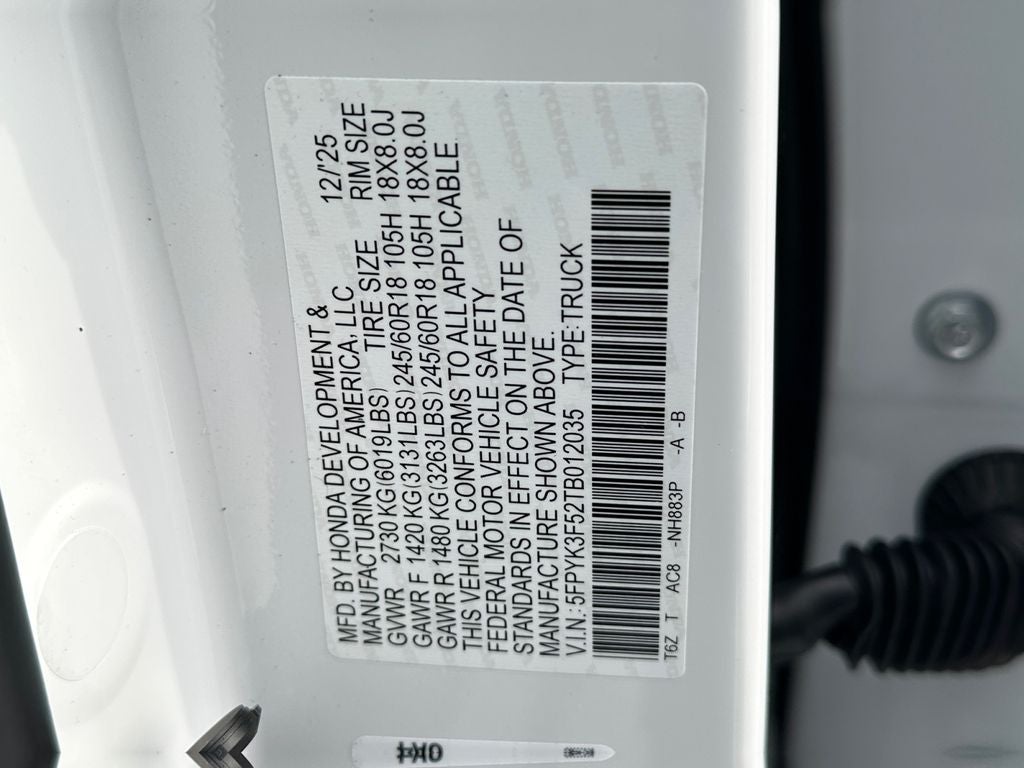 MFD. BY HONDA DEVELOPMENT & 12/'25
MANUFACTURING OF AMERICA, LLC
GVWR 2730 KG(6019LBS) TIRE SIZE RIM SIZE
GAWR F 1420 KG(3131LBS) 245/60R18 105H 18X8.0J
GAWR R 1480 KG(3263LBS) 245/60R18 105H 18X8.0J
THIS VEHICLE CONFORMS TO ALL APPLICABLE
FEDERAL MOTOR VEHICLE SAFETY
STANDARDS IN EFFECT ON THE DATE OF
MANUFACTURE SHOWN ABOVE.
V.I.N.: 5FPYK3F52TB012035 TYPE: TRUCK
T6Z T AC8 -NH883P -A -B